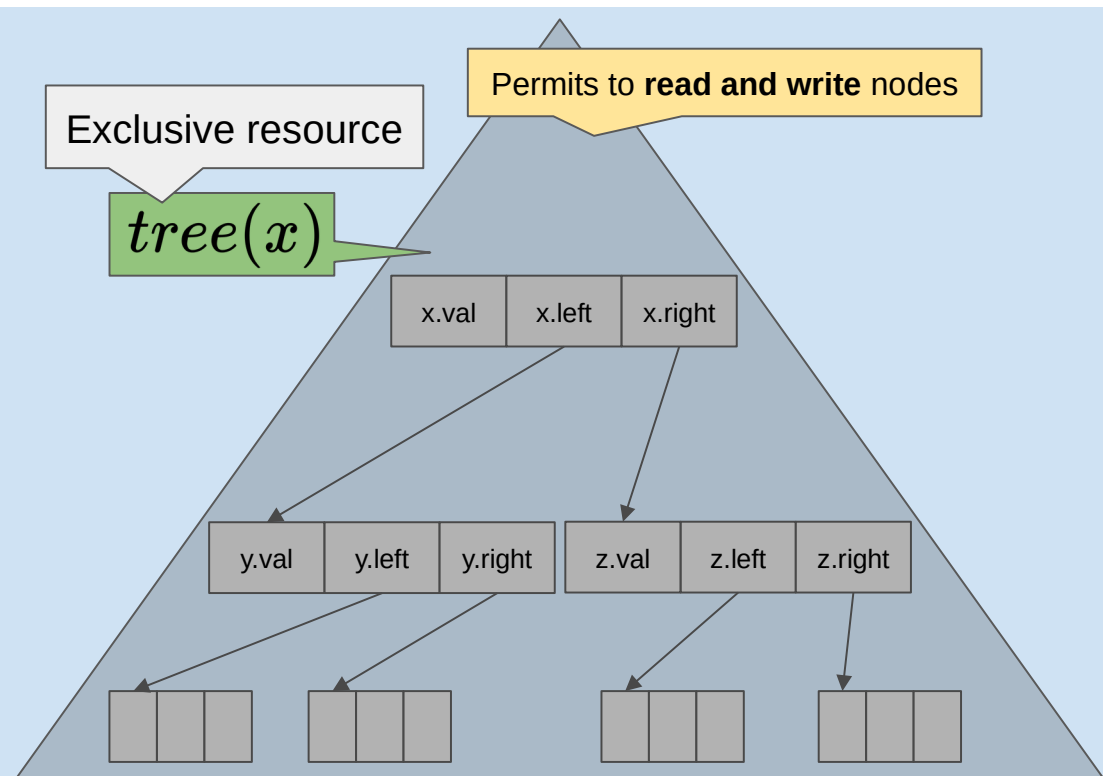 Permits to read and write nodes
Exclusive resource
tree(x)
x.val x.left x.right
y.val y.left y.right z.val z.left z.right